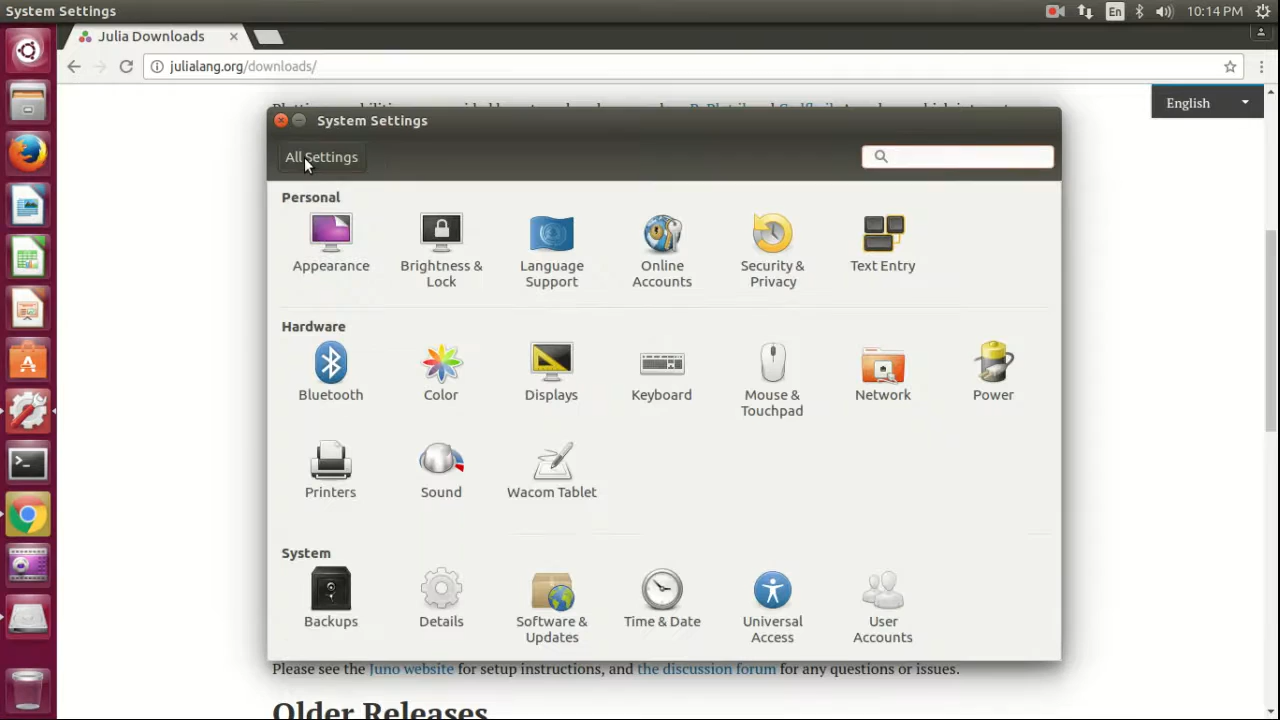 System Settings
En
10:14 PM
Julia Downloads
julialang.org/downloads/
English
System Settings
All Settings
Personal
Appearance
Brightness &
Lock
Language
Support
Online
Accounts
Security &
Privacy
Text Entry
Hardware
Bluetooth
Color
Displays
Keyboard
Mouse &
Touchpad
Network
Power
Printers
Sound
Wacom Tablet
System
Backups
Details
Software &
Updates
Time & Date
Universal
Access
User
Accounts
Please see the Juno website for setup instructions, and the discussion forum for any questions or issues.
Older Releases